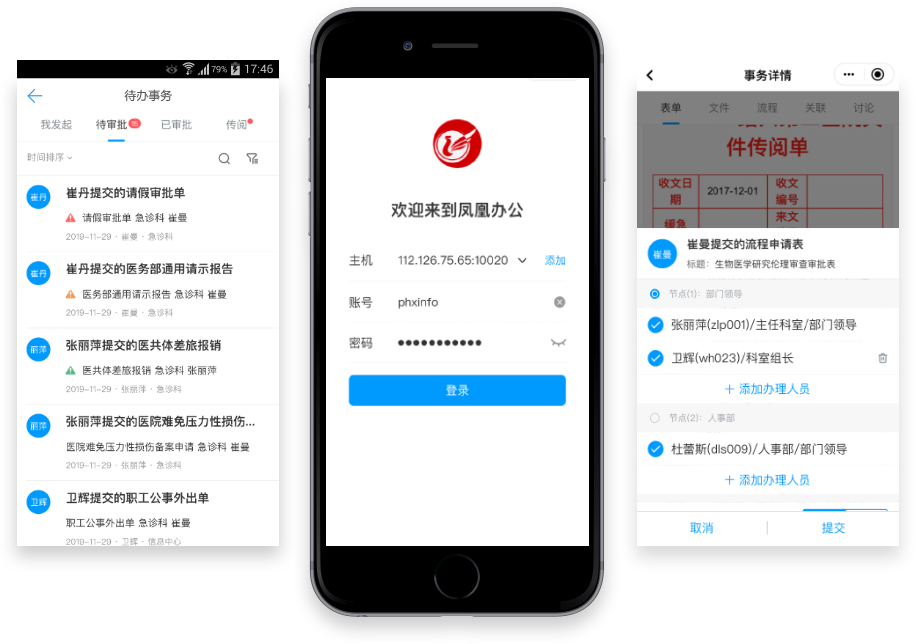 79% 17:46
待办事务
我发起 待审批 已审批 传阅
时间排序
崔丹 崔丹提交的请假审批单
请假审批单 急诊科 崔曼
2019-11-29 · 崔曼 · 急诊科
崔丹 崔丹提交的医务部通用请示报告
医务部通用请示报告 急诊科 崔曼
2019-11-29 · 崔曼 · 急诊科
丽萍 张丽萍提交的医共体差旅报销
医共体差旅报销 急诊科 张丽萍
2019-11-29 · 张丽萍 · 急诊科
丽萍 张丽萍提交的医院难免压力性损伤...
医院难免压力性损伤备案申请 急诊科 崔曼
2019-11-29 · 张丽萍 · 急诊科
卫辉 卫辉提交的职工公事外出单
职工公事外出单 急诊科 崔曼
2019-11-29 · 卫辉 · 信息中心
欢迎来到凤凰办公
主机 112.126.75.65:10020 添加
账号 phxinfo
密码 ●●●●●●●●●●●
登录
事务详情
表单 文件 流程 关联 讨论
件传阅单
收文日期 2017-12-01 收文编号
缓急 来文
崔曼 崔曼提交的流程申请表
标题：生物医学研究伦理审查审批表
节点(1)：部门领导
张丽萍(zlp001)/主任科室/部门领导
卫辉(wh023)/科室组长
+ 添加办理人员
节点(2)：人事部
杜蕾斯(dls009)/人事部/部门领导
+ 添加办理人员
取消 提交